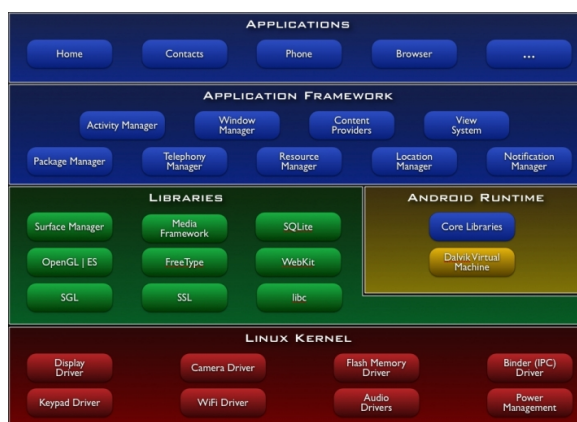 APPLICATIONS
Home
Contacts
Phone
Browser
...
APPLICATION FRAMEWORK
Activity Manager
Window
Manager
Content
Providers
View
System
Package Manager
Telephony
Manager
Resource
Manager
Location
Manager
Notification
Manager
LIBRARIES
Surface Manager
Media
Framework
SQLite
OpenGL | ES
FreeType
WebKit
SGL
SSL
libc
ANDROID RUNTIME
Core Libraries
Dalvik Virtual
Machine
LINUX KERNEL
Display
Driver
Camera Driver
Flash Memory
Driver
Binder (IPC)
Driver
Keypad Driver
WiFi Driver
Audio
Drivers
Power
Management